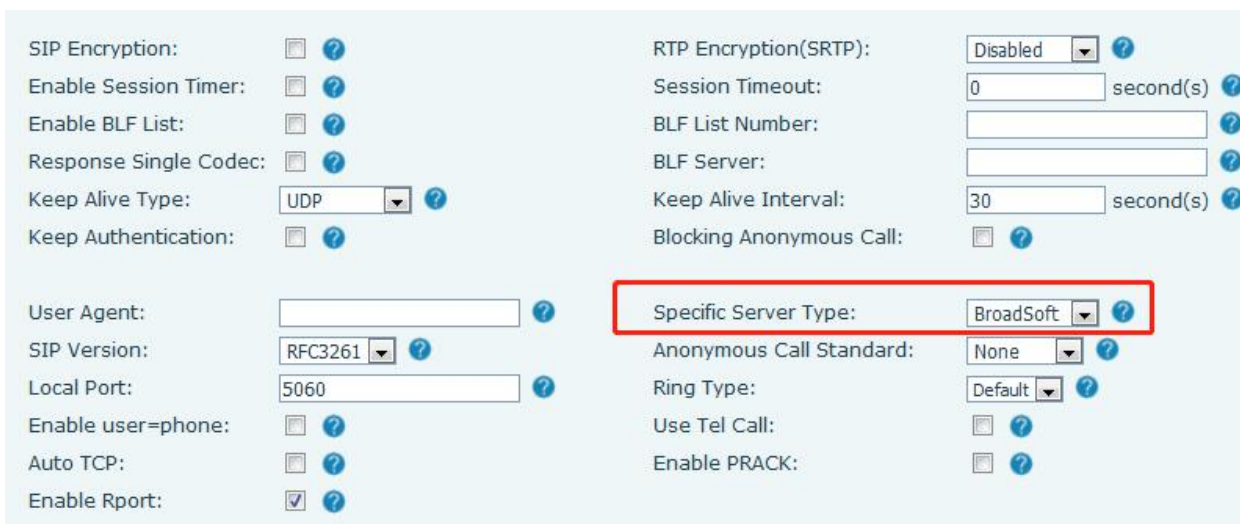 SIP Encryption: RTP Encryption(SRTP): Disabled
Enable Session Timer: Session Timeout: 0 second(s)
Enable BLF List: BLF List Number:
Response Single Codec: BLF Server:
Keep Alive Type: UDP Keep Alive Interval: 30 second(s)
Keep Authentication: Blocking Anonymous Call:
User Agent: Specific Server Type: BroadSoft
SIP Version: RFC3261 Anonymous Call Standard: None
Local Port: 5060 Ring Type: Default
Enable user=phone: Use Tel Call:
Auto TCP: Enable PRACK:
Enable Rport: